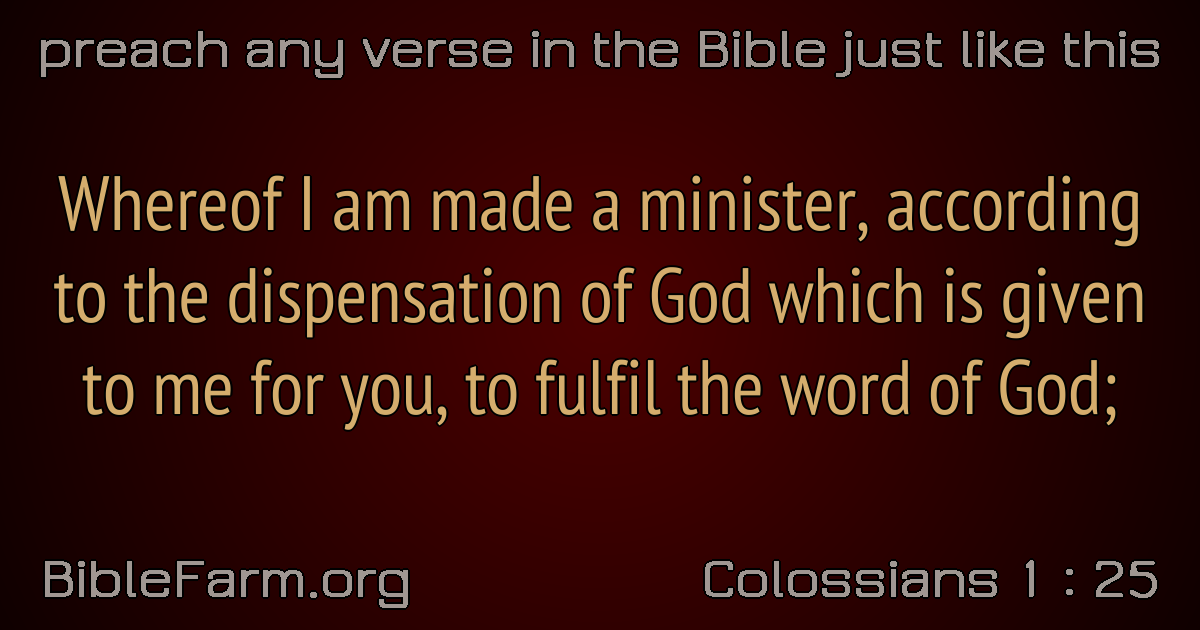 preach any verse in the Bible just like this
Whereof I am made a minister, according
to the dispensation of God which is given
to me for you, to fulfil the word of God;
BibleFarm.org
Colossians 1 : 25